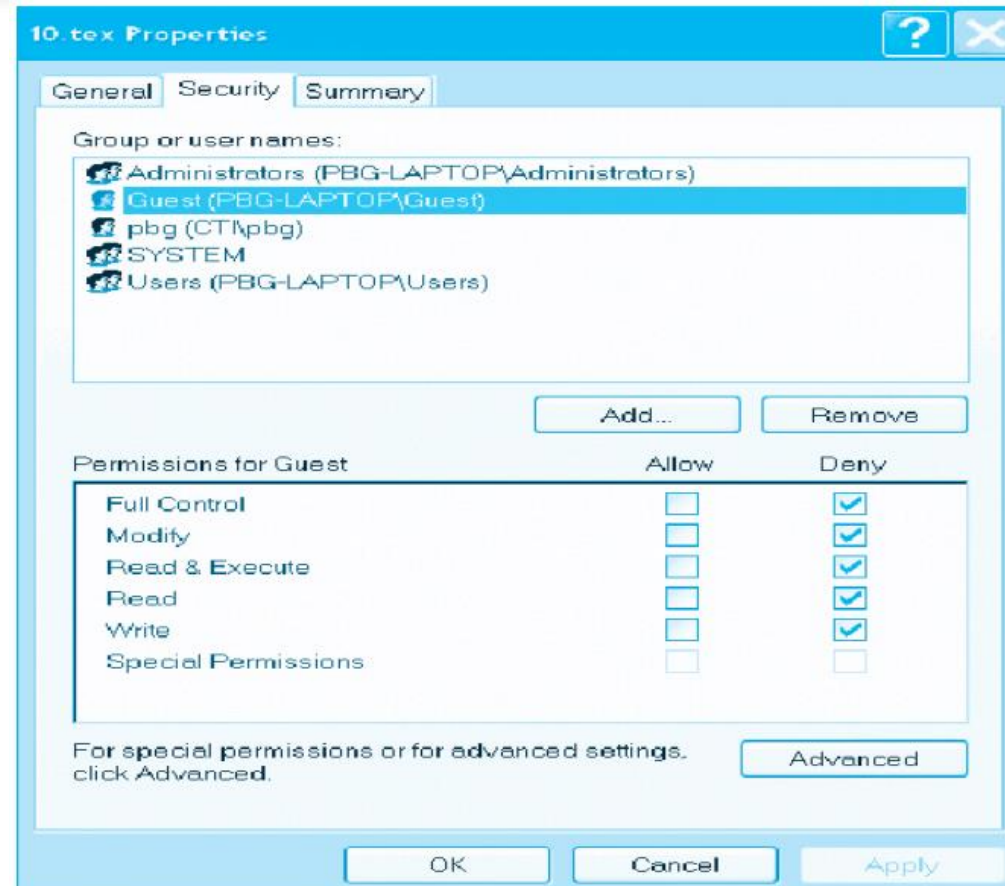 10.tex Properties
?
General Security Summary
Group or user names:
Administrators (PBG-LAPTOP\Administrators)
Guest (PBG-LAPTOP\Guest)
pbg (CTI\pbg)
SYSTEM
Users (PBG-LAPTOP\Users)
Add... Remove
Permissions for Guest Allow Deny
Full Control
Modify
Read & Execute
Read
Write
Special Permissions
For special permissions or for advanced settings,
click Advanced.
Advanced
OK Cancel Apply